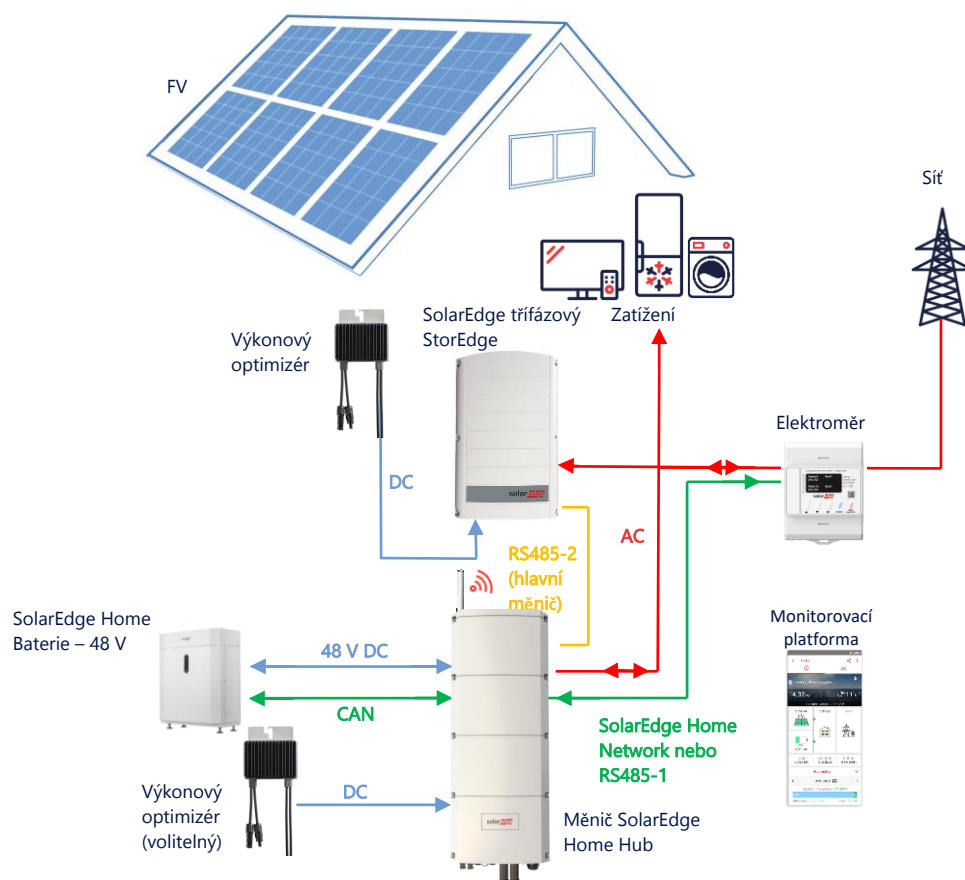 FV
Síť
SolarEdge třífázový
StorEdge
Zatížení
Výkonový
optimizér
Elektroměr
DC
solaredge
AC
RS485-2
(hlavní
měnič)
SolarEdge Home
Baterie – 48 V
Monitorovací
platforma
48 V DC
CAN
SolarEdge Home
Network nebo
RS485-1
DC
Výkonový
optimizér
(volitelný)
Měnič SolarEdge
Home Hub
solaredge